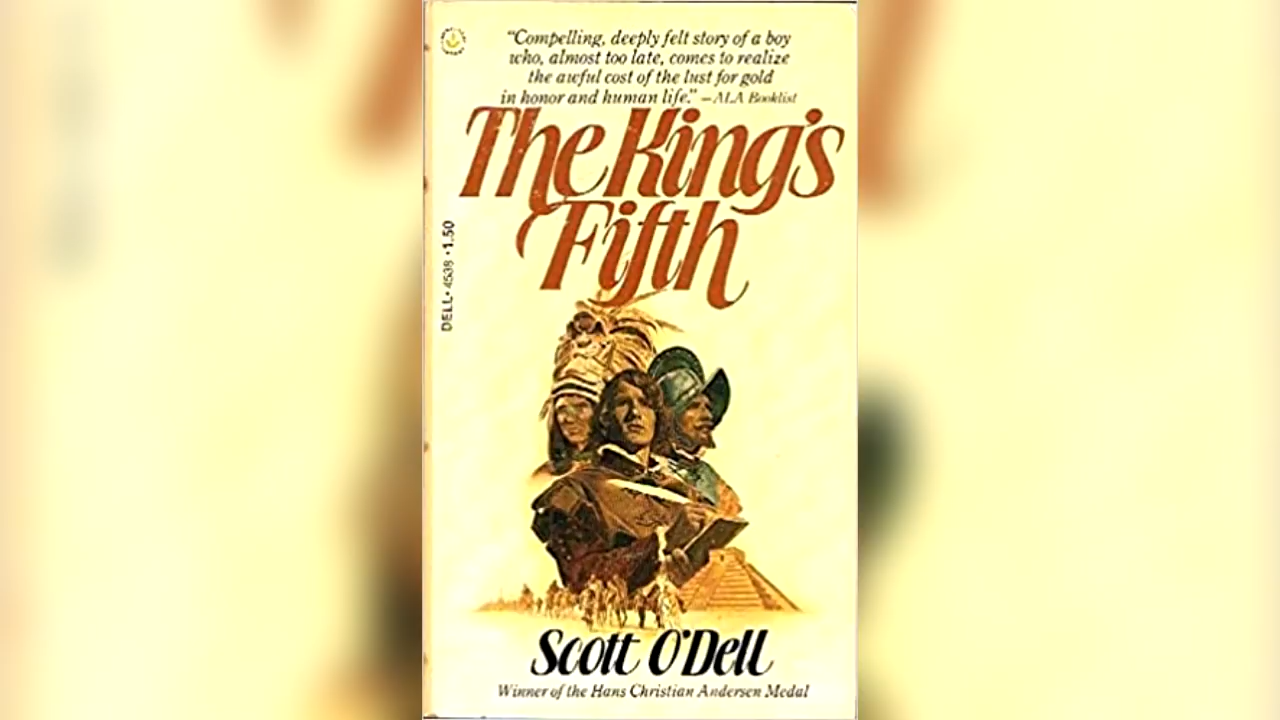 "Compelling, deeply felt story of a boy
who, almost too late, comes to realize
the awful cost of the lust for gold
in honor and human life." —ALA Booklist
The King's
Fifth
DELL • 4538 • 1.50
Scott O'Dell
Winner of the Hans Christian Andersen Medal